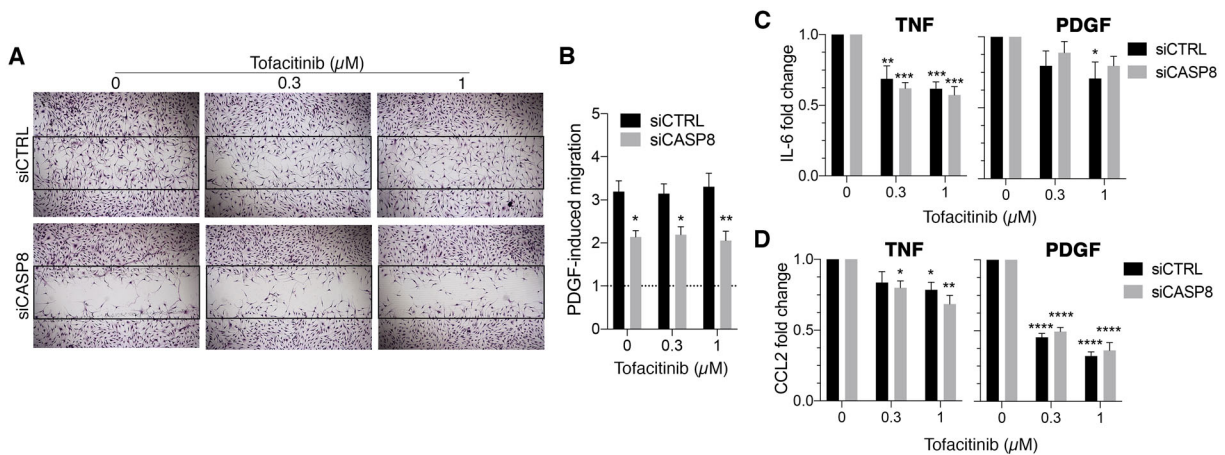 A
Tofacitinib (µM)
0 0.3 1
siCTRL
siCASP8
B
PDGF-induced migration
5
4
3
2
1
0
siCTRL
siCASP8
* * **
0 0.3 1
Tofacitinib (µM)
C
TNF PDGF
IL-6 fold change
1.0
0.5
0.0
** *** *** ***
*
siCTRL
siCASP8
0 0.3 1 0 0.3 1
Tofacitinib (µM)
D
TNF PDGF
CCL2 fold change
1.0
0.5
0.0
* * **
**** **** **** ****
siCTRL
siCASP8
0 0.3 1 0 0.3 1
Tofacitinib (µM)